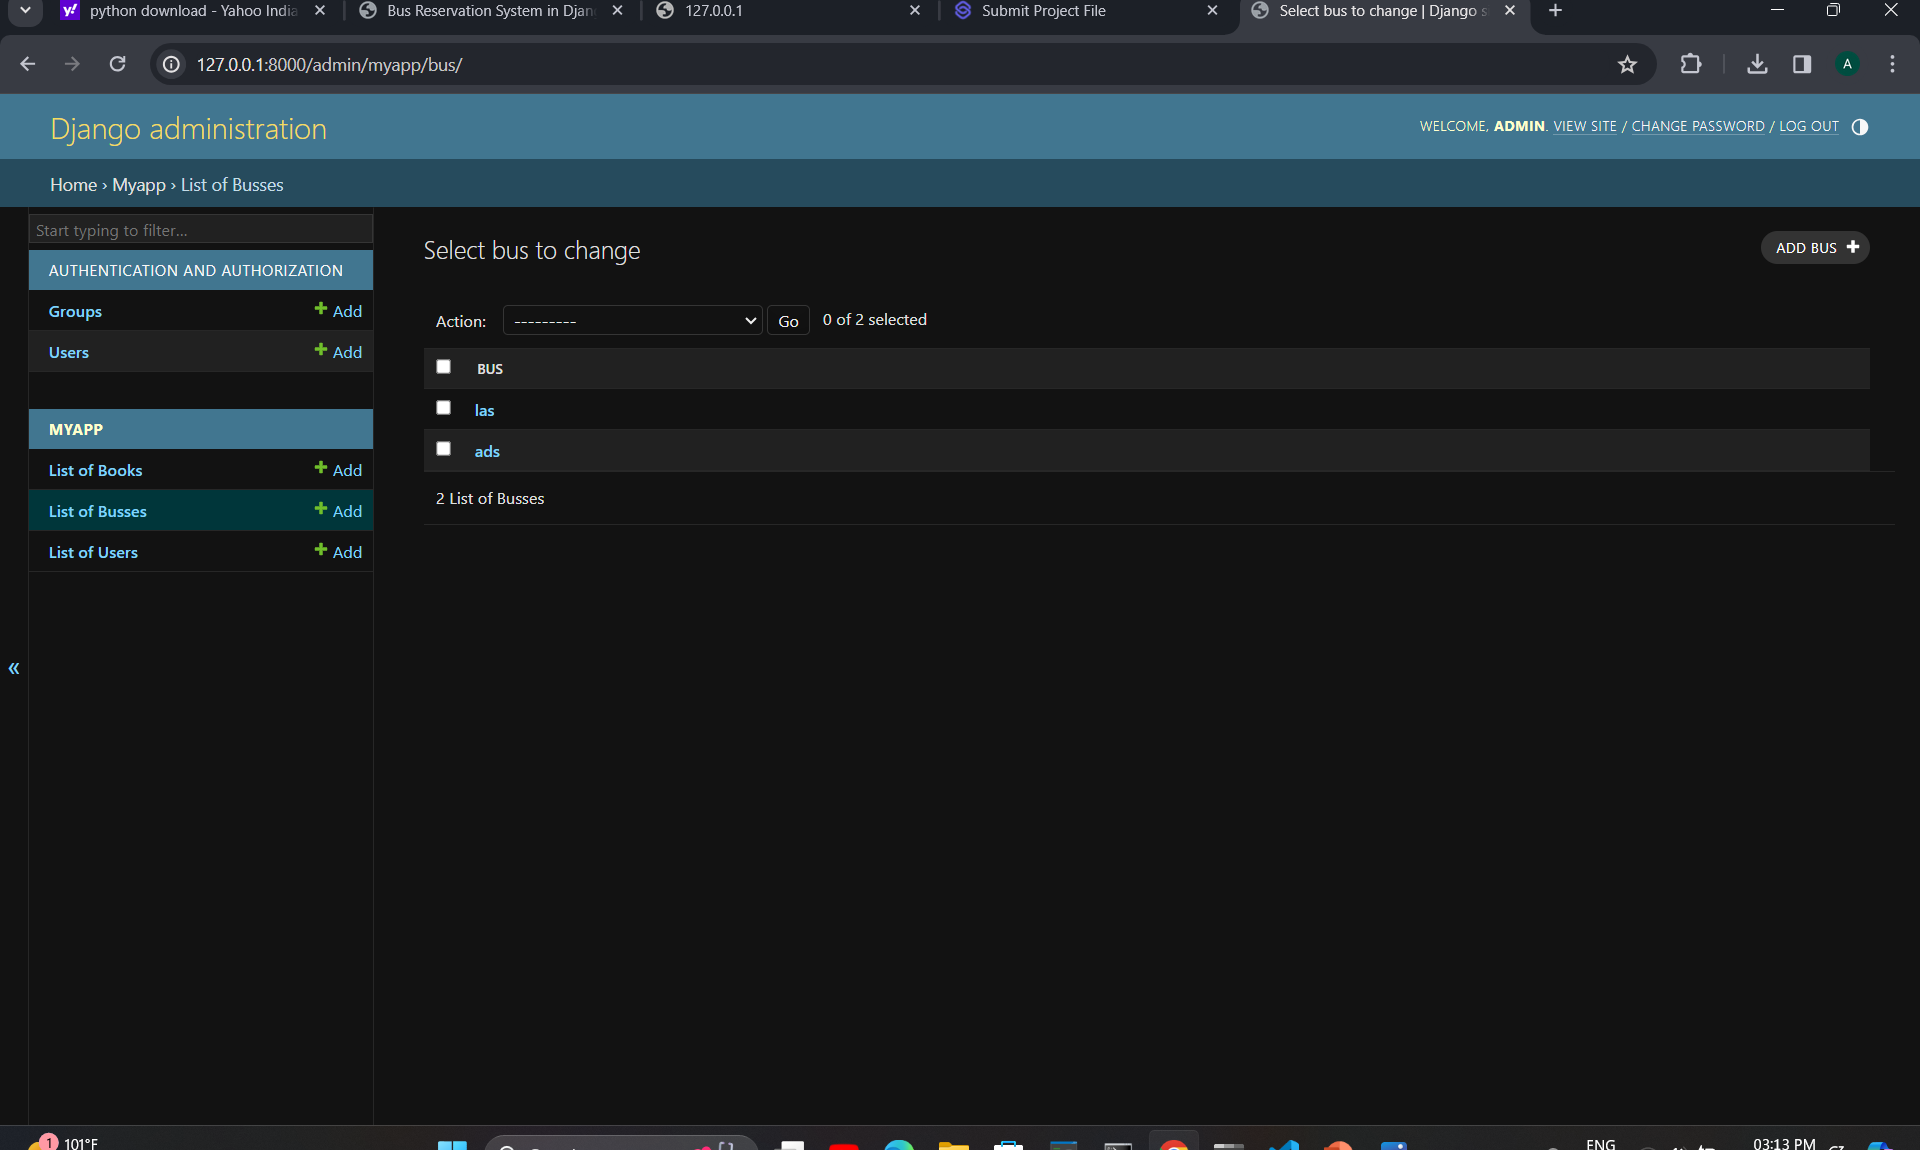 python download - Yahoo India
Bus Reservation System in Djan
127.0.0.1
Submit Project File
Select bus to change | Django s
127.0.0.1:8000/admin/myapp/bus/
A
Django administration
WELCOME, ADMIN. VIEW SITE / CHANGE PASSWORD / LOG OUT
Home › Myapp › List of Busses
Start typing to filter...
Select bus to change
ADD BUS
AUTHENTICATION AND AUTHORIZATION
Groups Add
Users Add
Action: --------- Go 0 of 2 selected
BUS
las
ads
2 List of Busses
MYAPP
List of Books Add
List of Busses Add
List of Users Add
«
1
101°F
ENG
03:13 PM